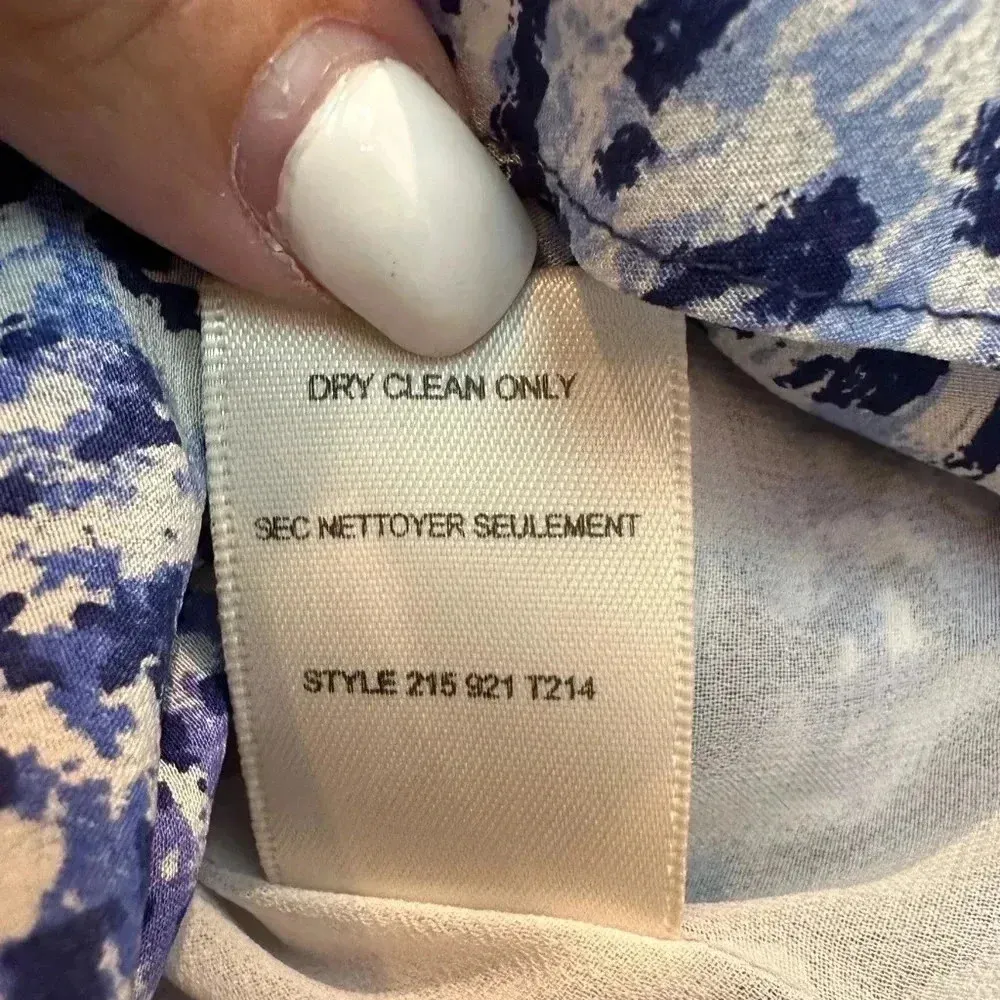 DRY CLEAN ONLY
SEC NETTOYER SEULEMENT
STYLE 215 921 T214